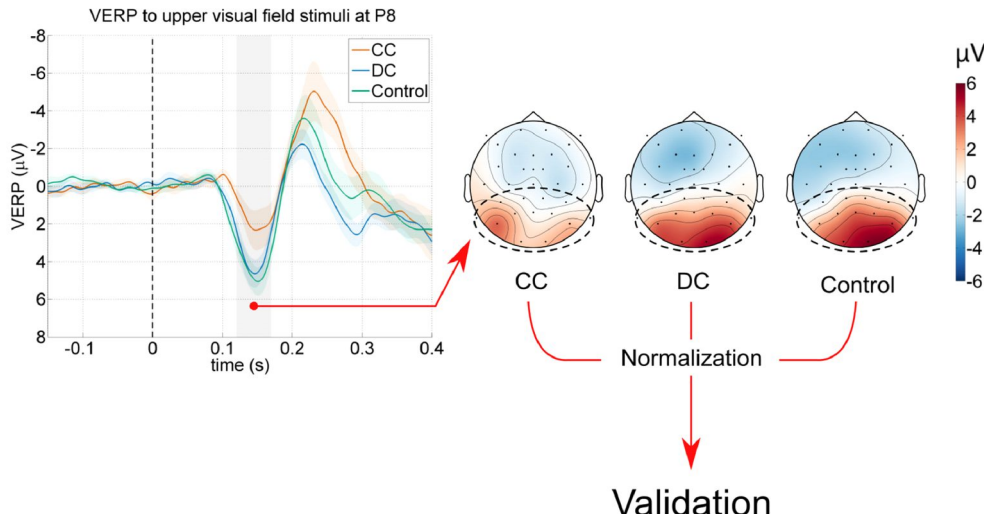 VERP to upper visual field stimuli at P8
-8
-6
-4
-2
0
2
4
6
8
VERP (µV)
CC
DC
Control
-0.1
0
0.1
0.2
0.3
0.4
time (s)
µV
6
4
2
0
-2
-4
-6
CC
DC
Control
Normalization
Validation